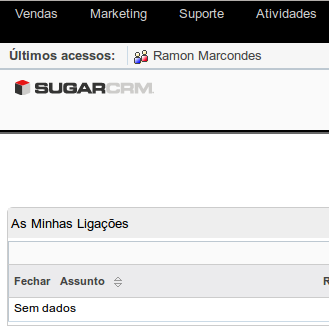 Vendas Marketing Suporte Atividades
Últimos acessos: Ramon Marcondes
SUGARCRM
As Minhas Ligações
Fechar Assunto R
Sem dados